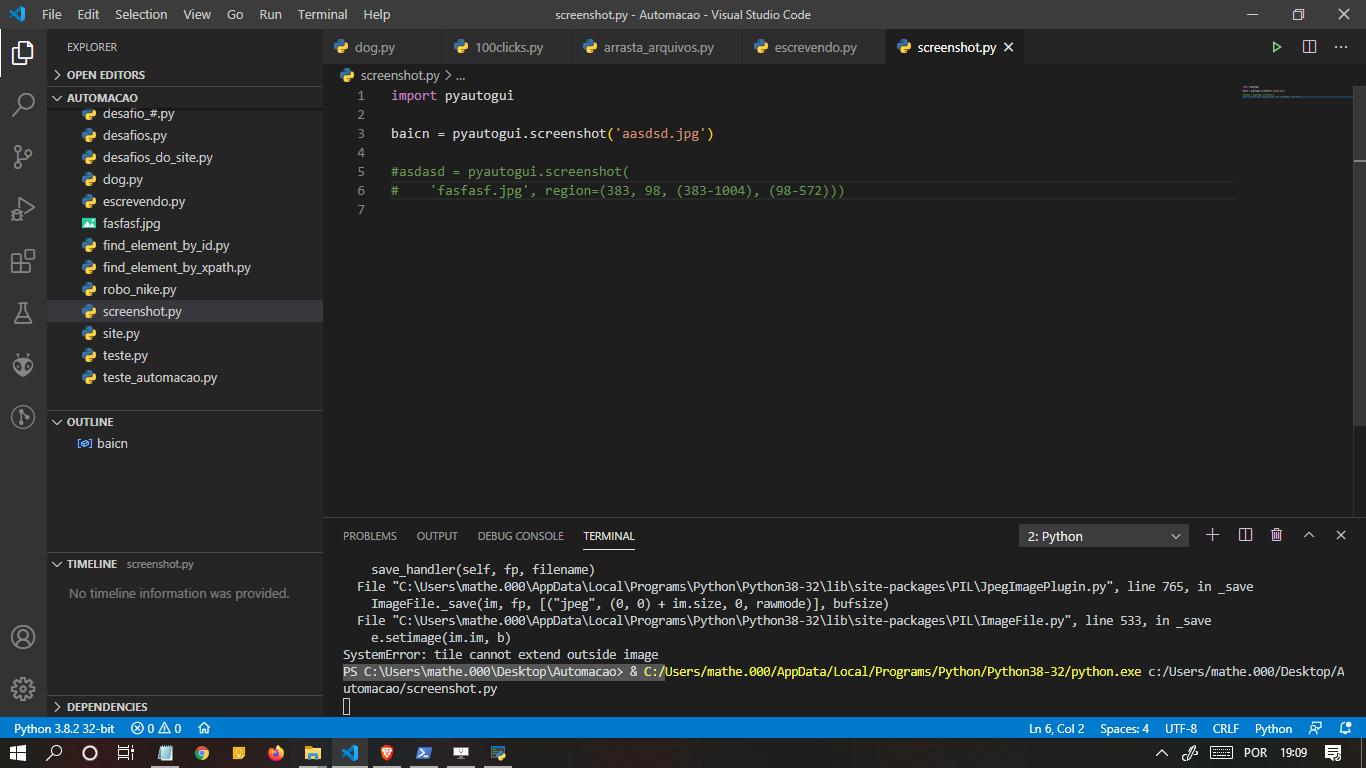 File Edit Selection View Go Run Terminal Help screenshot.py - Automacao - Visual Studio Code
EXPLORER
OPEN EDITORS
AUTOMACAO
desafio_#.py
desafios.py
desafios_do_site.py
dog.py
escrevendo.py
fasfasf.jpg
find_element_by_id.py
find_element_by_xpath.py
robo_nike.py
screenshot.py
site.py
teste.py
teste_automacao.py
OUTLINE
baicn
TIMELINE screenshot.py
No timeline information was provided.
DEPENDENCIES
dog.py 100clicks.py arrasta_arquivos.py escrevendo.py screenshot.py
screenshot.py > ...
1 import pyautogui
2
3 baicn = pyautogui.screenshot('aasdsd.jpg')
4
5 #asdasd = pyautogui.screenshot(
6 #    'fasfasf.jpg', region=(383, 98, (383-1004), (98-572)))
7
PROBLEMS OUTPUT DEBUG CONSOLE TERMINAL 2: Python
save_handler(self, fp, filename)
File "C:\Users\mathe.000\AppData\Local\Programs\Python\Python38-32\lib\site-packages\PIL\JpegImagePlugin.py", line 765, in _save
ImageFile._save(im, fp, [("jpeg", (0, 0) + im.size, 0, rawmode)], bufsize)
File "C:\Users\mathe.000\AppData\Local\Programs\Python\Python38-32\lib\site-packages\PIL\ImageFile.py", line 533, in _save
e.setimage(im.im, b)
SystemError: tile cannot extend outside image
PS C:\Users\mathe.000\Desktop\Automacao> & C:/Users/mathe.000/AppData/Local/Programs/Python/Python38-32/python.exe c:/Users/mathe.000/Desktop/A
utomacao/screenshot.py
Python 3.8.2 32-bit 0 0 Ln 6, Col 2 Spaces: 4 UTF-8 CRLF Python
POR 19:09